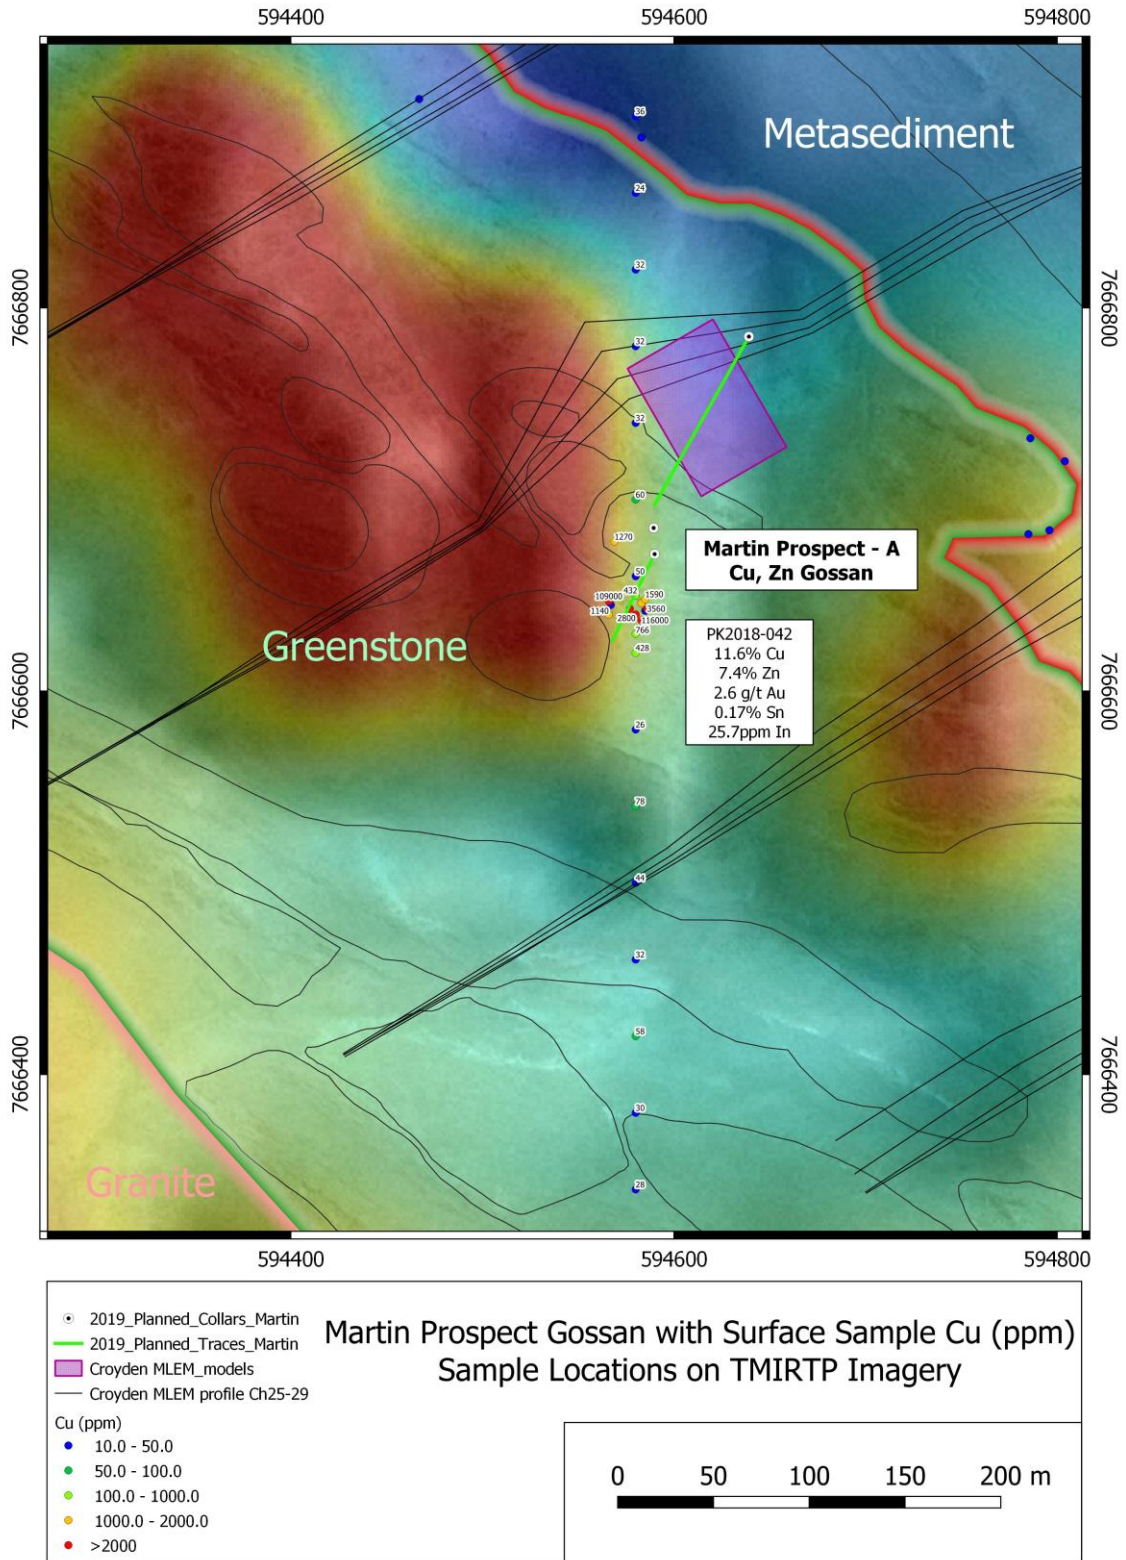 594400 594600 594800
36
Metasediment
24
32
7666800 7666800
32
32
60
1270
Martin Prospect - A
Cu, Zn Gossan
50
432 1590
109000
1140 3560
2800 116000
766
428
Greenstone
PK2018-042
11.6% Cu
7.4% Zn
2.6 g/t Au
0.17% Sn
25.7ppm In
7666600 7666600
26
78
44
32
58
7666400 7666400
30
Granite
28
594400 594600 594800
2019_Planned_Collars_Martin
2019_Planned_Traces_Martin
Croyden MLEM_models
Croyden MLEM profile Ch25-29
Cu (ppm)
10.0 - 50.0
50.0 - 100.0
100.0 - 1000.0
1000.0 - 2000.0
>2000
Martin Prospect Gossan with Surface Sample Cu (ppm)
Sample Locations on TMIRTP Imagery
0 50 100 150 200 m